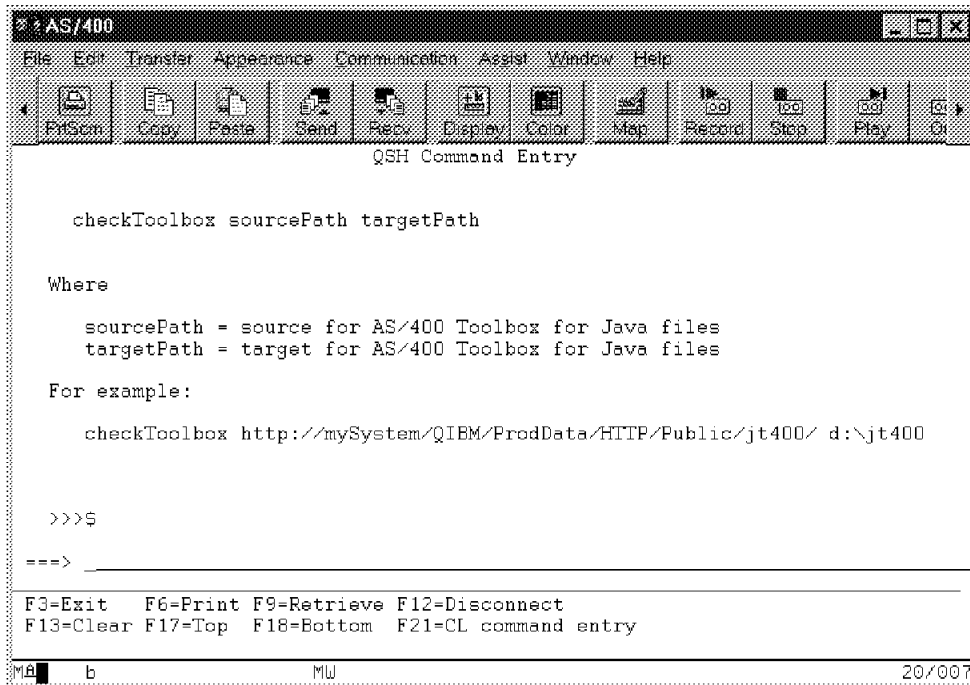 AS/400
File Edit Transfer Appearance Communication Assist Window Help
PrtScrn Copy Paste Send Recv Display Color Map Record Stop Play
QSH Command Entry
checkToolbox sourcePath targetPath
Where
sourcePath = source for AS/400 Toolbox for Java files
targetPath = target for AS/400 Toolbox for Java files
For example:
checkToolbox http://mySystem/QIBM/ProdData/HTTP/Public/jt400/ d:\jt400
>>>$
===> _
F3=Exit F6=Print F9=Retrieve F12=Disconnect
F13=Clear F17=Top F18=Bottom F21=CL command entry
MA b MW 20/007